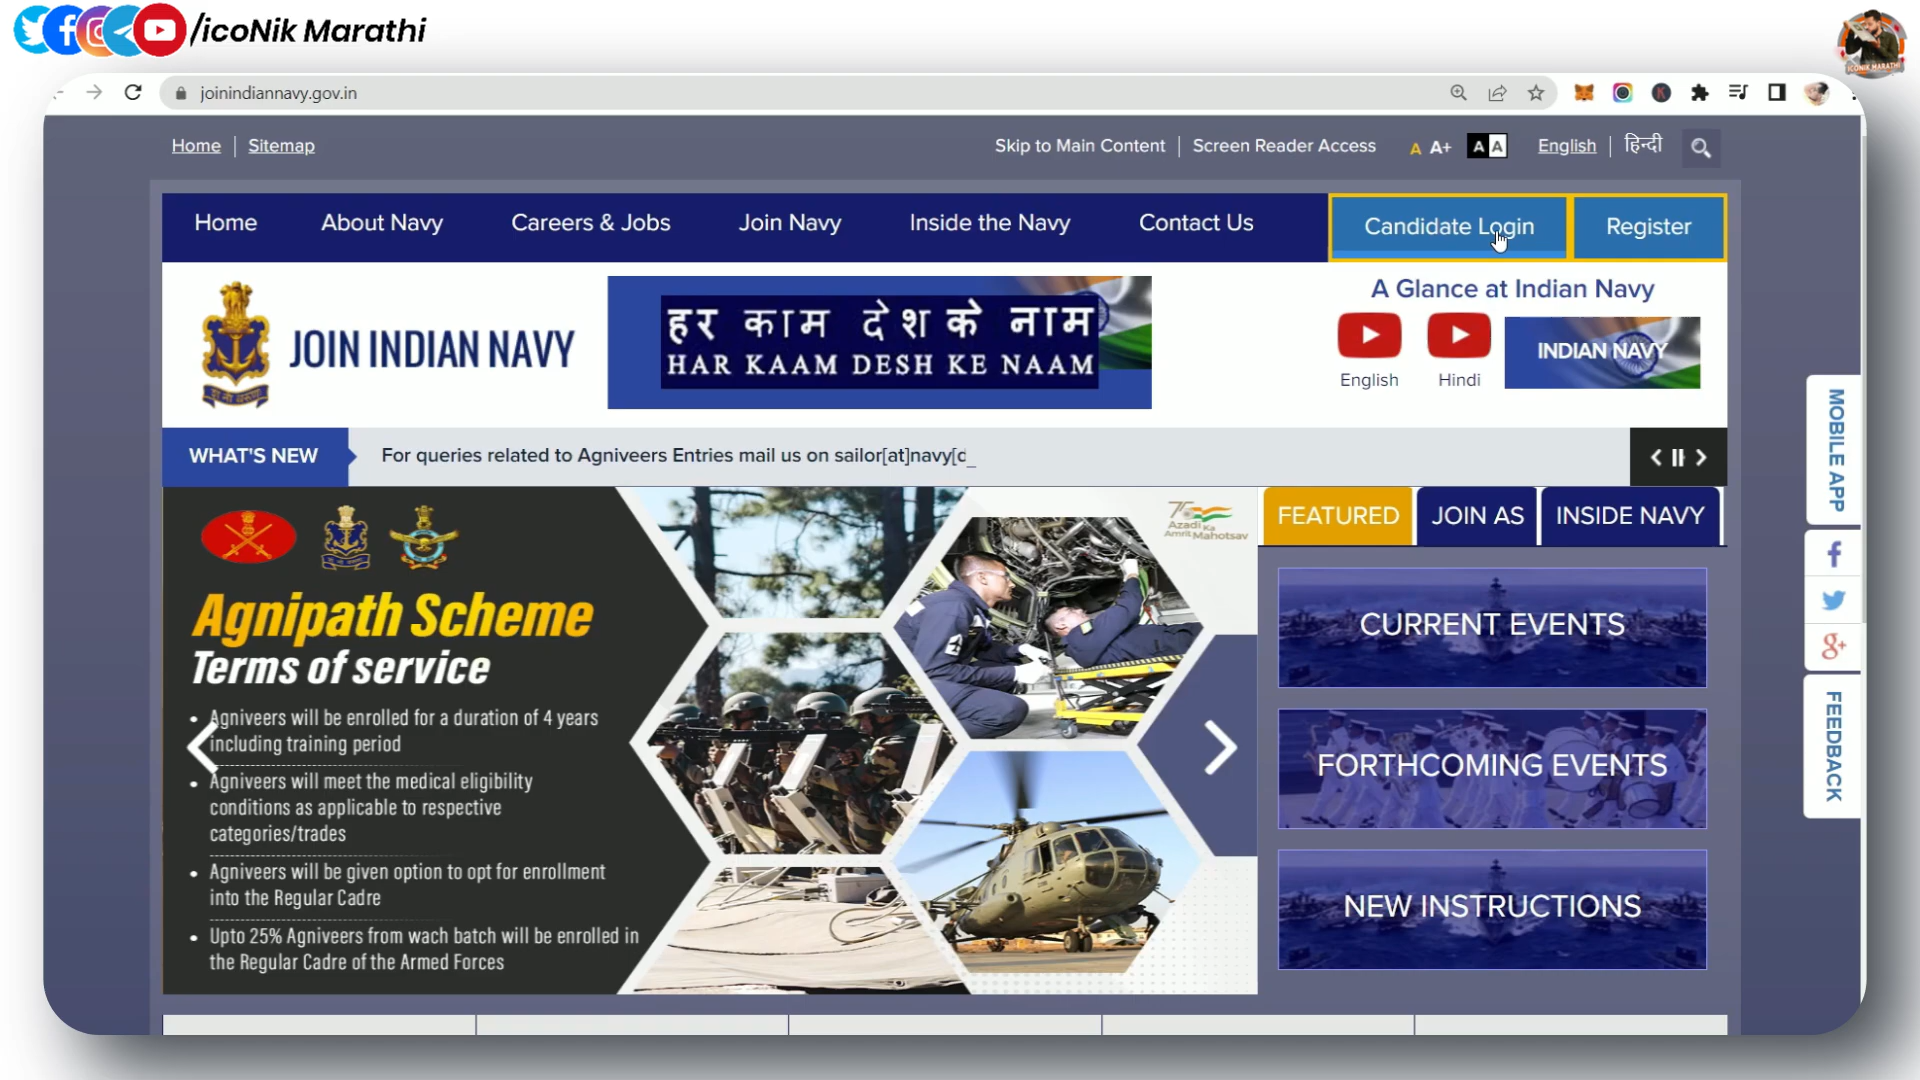 /icoNik Marathi
joinindiannavy.gov.in
Home | Sitemap
Skip to Main Content | Screen Reader Access A A+ A A English | हिन्दी
Home About Navy Careers & Jobs Join Navy Inside the Navy Contact Us Candidate Login Register
JOIN INDIAN NAVY
हर काम देश के नाम
HAR KAAM DESH KE NAAM
A Glance at Indian Navy
English Hindi
INDIAN NAVY
WHAT'S NEW
For queries related to Agniveers Entries mail us on sailor[at]navy[d_
Azadi Ka
Amrit Mahotsav
Agnipath Scheme
Terms of service
• Agniveers will be enrolled for a duration of 4 years
including training period
• Agniveers will meet the medical eligibility
conditions as applicable to respective
categories/trades
• Agniveers will be given option to opt for enrollment
into the Regular Cadre
• Upto 25% Agniveers from wach batch will be enrolled in
the Regular Cadre of the Armed Forces
FEATURED JOIN AS INSIDE NAVY
CURRENT EVENTS
FORTHCOMING EVENTS
NEW INSTRUCTIONS
MOBILE APP
FEEDBACK